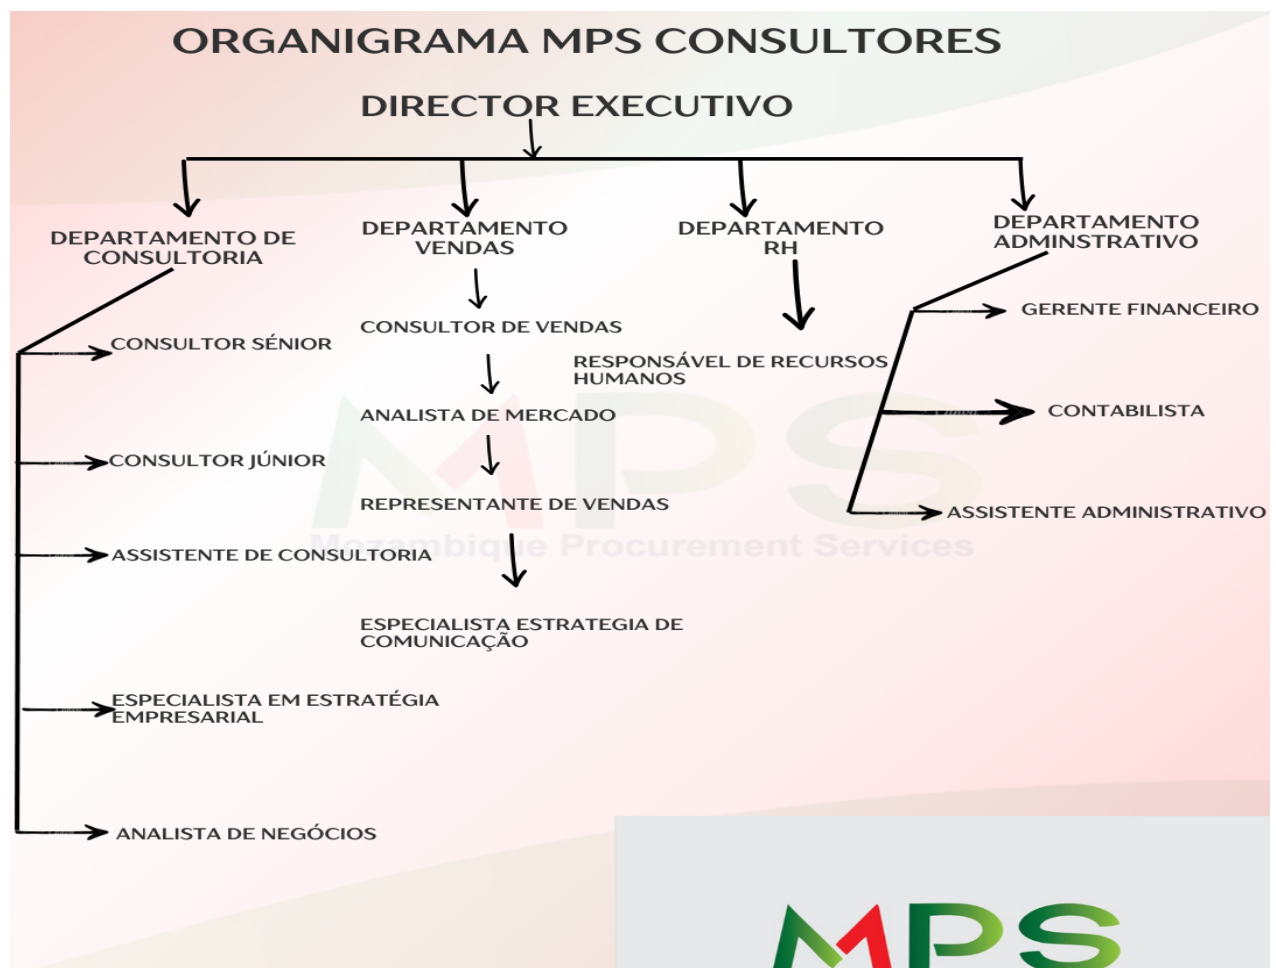 ORGANIGRAMA MPS CONSULTORES
DIRECTOR EXECUTIVO
DEPARTAMENTO DE
CONSULTORIA
CONSULTOR SÉNIOR
CONSULTOR JÚNIOR
ASSISTENTE DE CONSULTORIA
ESPECIALISTA EM ESTRATÉGIA
EMPRESARIAL
ANALISTA DE NEGÓCIOS
DEPARTAMENTO
VENDAS
CONSULTOR DE VENDAS
ANALISTA DE MERCADO
REPRESENTANTE DE VENDAS
ESPECIALISTA ESTRATEGIA DE
COMUNICAÇÃO
DEPARTAMENTO
RH
RESPONSÁVEL DE RECURSOS
HUMANOS
DEPARTAMENTO
ADMINSTRATIVO
GERENTE FINANCEIRO
CONTABILISTA
ASSISTENTE ADMINISTRATIVO
MPS
Mozambique Procurement Services
MPS